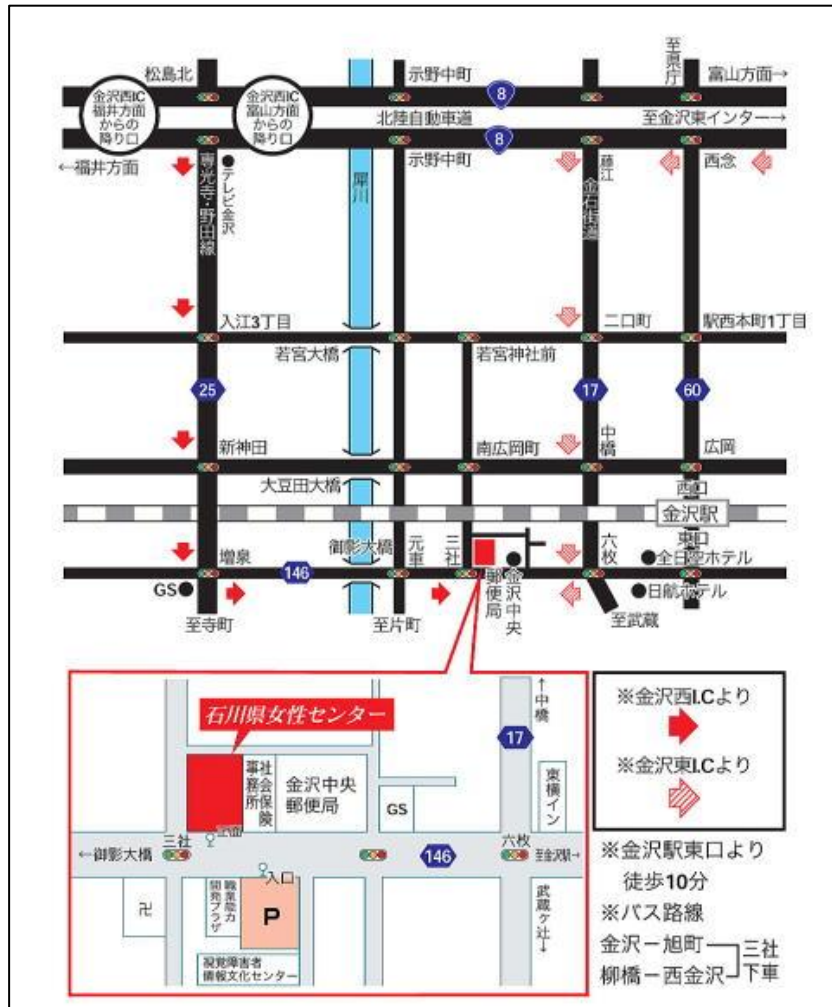 松島北
示野中町
至県庁
富山方面→
金沢西IC
福井方面
からの
降り口
金沢西IC
富山方面
からの
降り口
8
北陸自動車道
至金沢東インター→
8
←福井方面
専光寺・野田線
テレビ金沢
犀川
示野中町
藤江
金石街道
西念
入江3丁目
二口町
駅西本町1丁目
若宮大橋
若宮神社前
25
17
60
新神田
南広岡町
中橋
広岡
大豆田大橋
西口
金沢駅
東口
増泉
御影大橋
元車
三社
六枚
全日空ホテル
146
GS
郵便局
金沢中央
日航ホテル
至寺町
至片町
至武蔵
石川県女性センター
←中橋
17
社会保険
事務所
金沢中央
郵便局
GS
東横イン
正面
三社
六枚
←御影大橋
146
至金沢駅→
入口
卍
職業能力
開発プラザ
P
武蔵ヶ辻→
視覚障害者
情報文化センター
※金沢西I.Cより
※金沢東I.Cより
※金沢駅東口より
徒歩10分
※バス路線
金沢－旭町
柳橋－西金沢
三社
下車